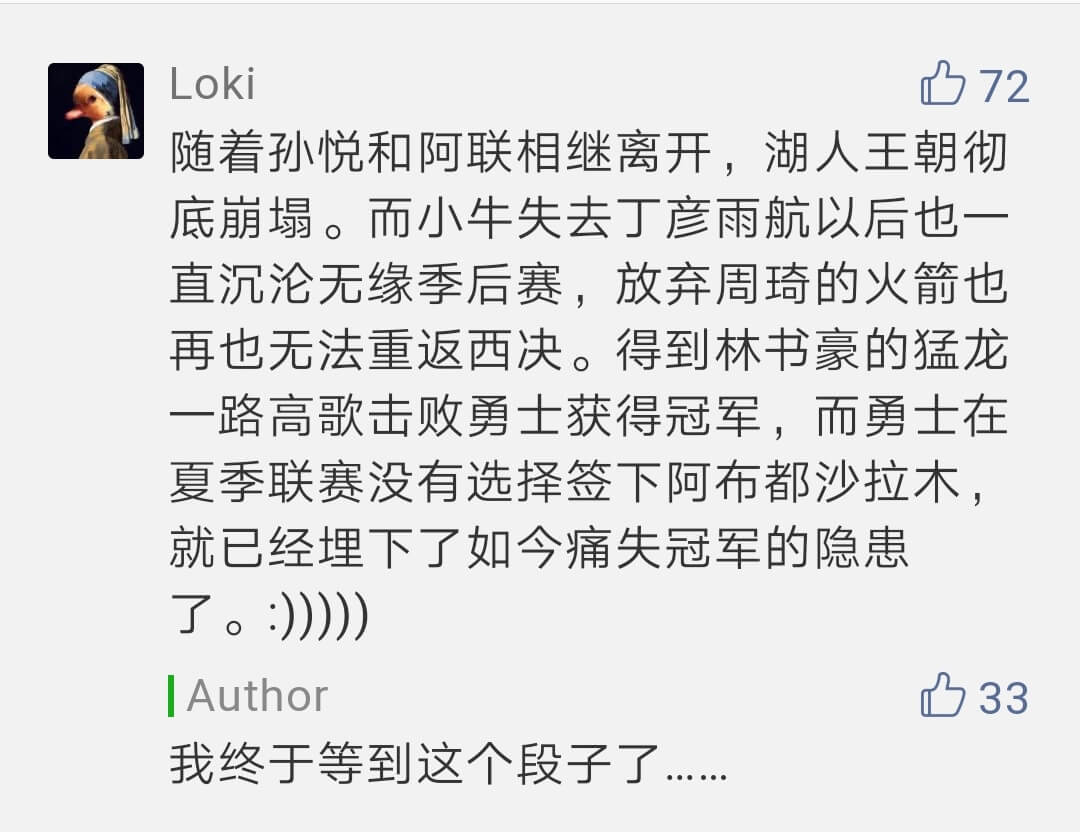 Loki
72
随着孙悦和阿联相继离开，湖人王朝彻
底崩塌。而小牛失去丁彦雨航以后也一
直沉沦无缘季后赛，放弃周琦的火箭也
再也无法重返西决。得到林书豪的猛龙
一路高歌击败勇士获得冠军，而勇士在
夏季联赛没有选择签下阿布都沙拉木，
就已经埋下了如今痛失冠军的隐患
了。:)))))
Author
33
我终于等到这个段子了……